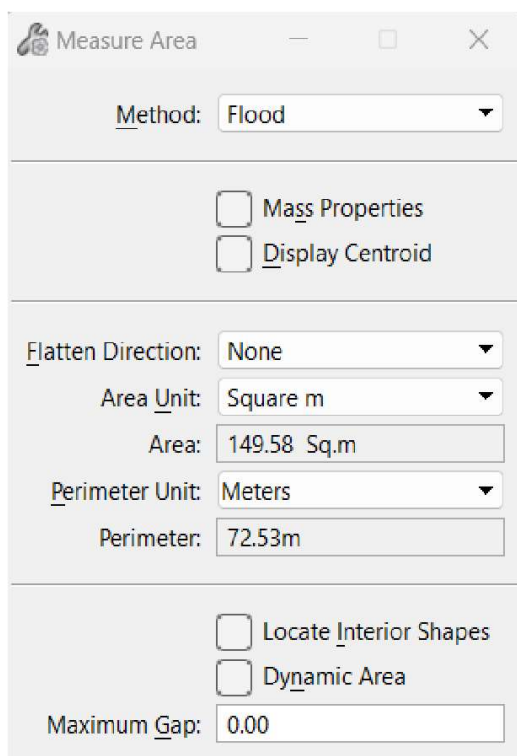 Measure Area
Method: Flood
Mass Properties
Display Centroid
Flatten Direction: None
Area Unit: Square m
Area: 149.58 Sq.m
Perimeter Unit: Meters
Perimeter: 72.53m
Locate Interior Shapes
Dynamic Area
Maximum Gap: 0.00